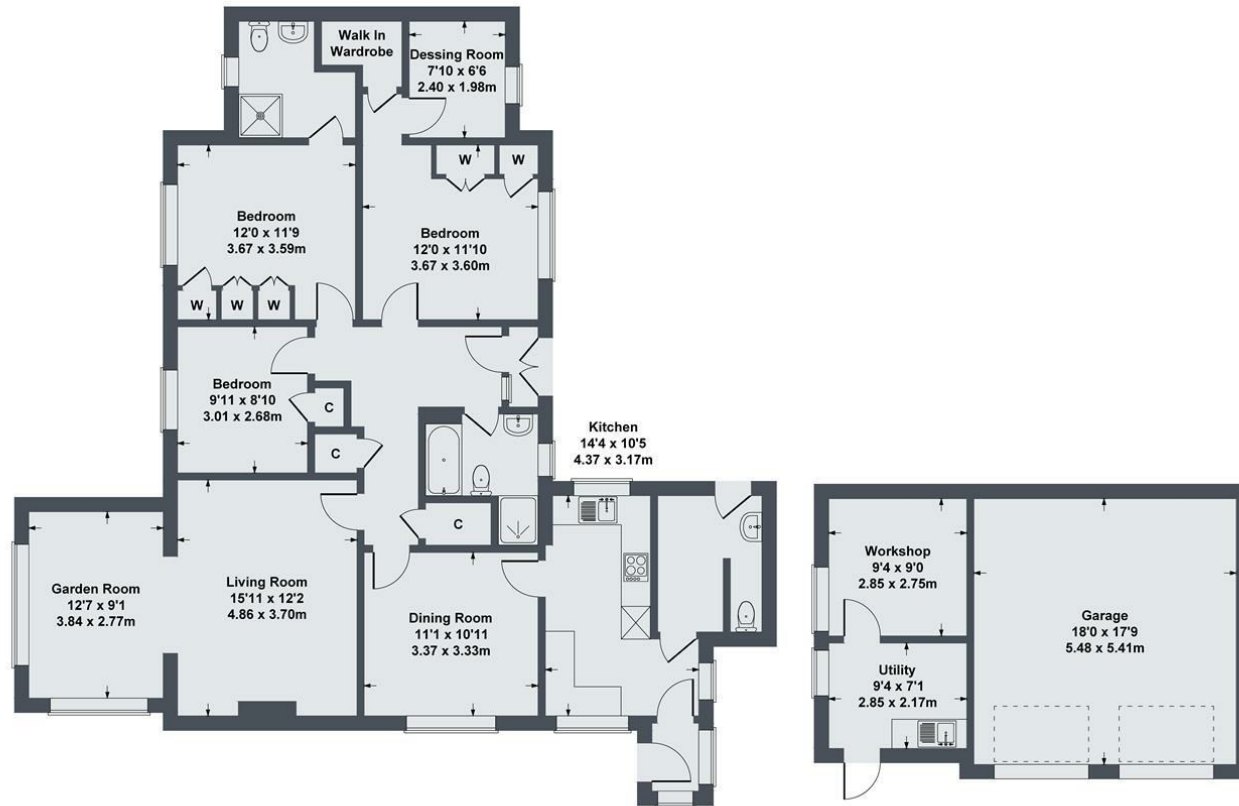 Walk In
Wardrobe
Dessing Room
7'10 x 6'6
2.40 x 1.98m
W
W
Bedroom
12'0 x 11'9
3.67 x 3.59m
Bedroom
12'0 x 11'10
3.67 x 3.60m
W
W
W
Bedroom
9'11 x 8'10
3.01 x 2.68m
C
C
Kitchen
14'4 x 10'5
4.37 x 3.17m
C
Garden Room
12'7 x 9'1
3.84 x 2.77m
Living Room
15'11 x 12'2
4.86 x 3.70m
Dining Room
11'1 x 10'11
3.37 x 3.33m
Workshop
9'4 x 9'0
2.85 x 2.75m
Utility
9'4 x 7'1
2.85 x 2.17m
Garage
18'0 x 17'9
5.48 x 5.41m